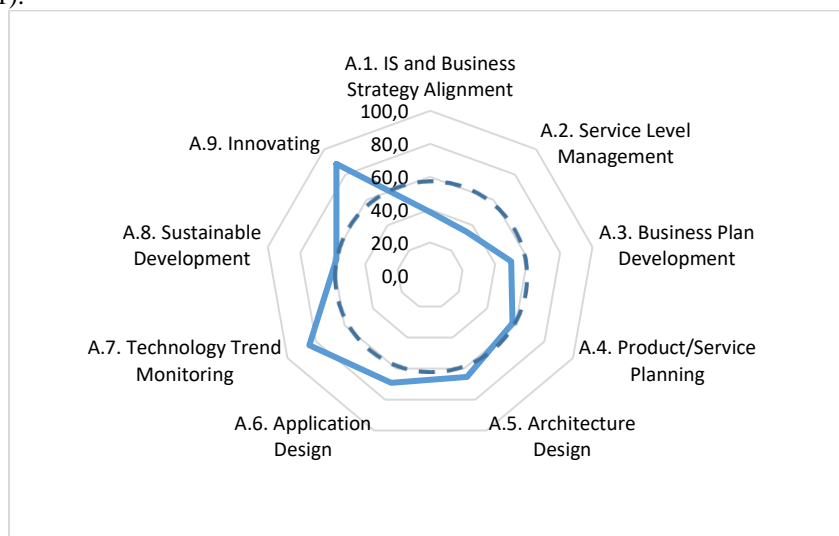 r).
A.1. IS and Business
Strategy Alignment
100,0
80,0
60,0
40,0
20,0
0,0
A.2. Service Level
Management
A.3. Business Plan
Development
A.4. Product/Service
Planning
A.5. Architecture
Design
A.6. Application
Design
A.7. Technology Trend
Monitoring
A.8. Sustainable
Development
A.9. Innovating